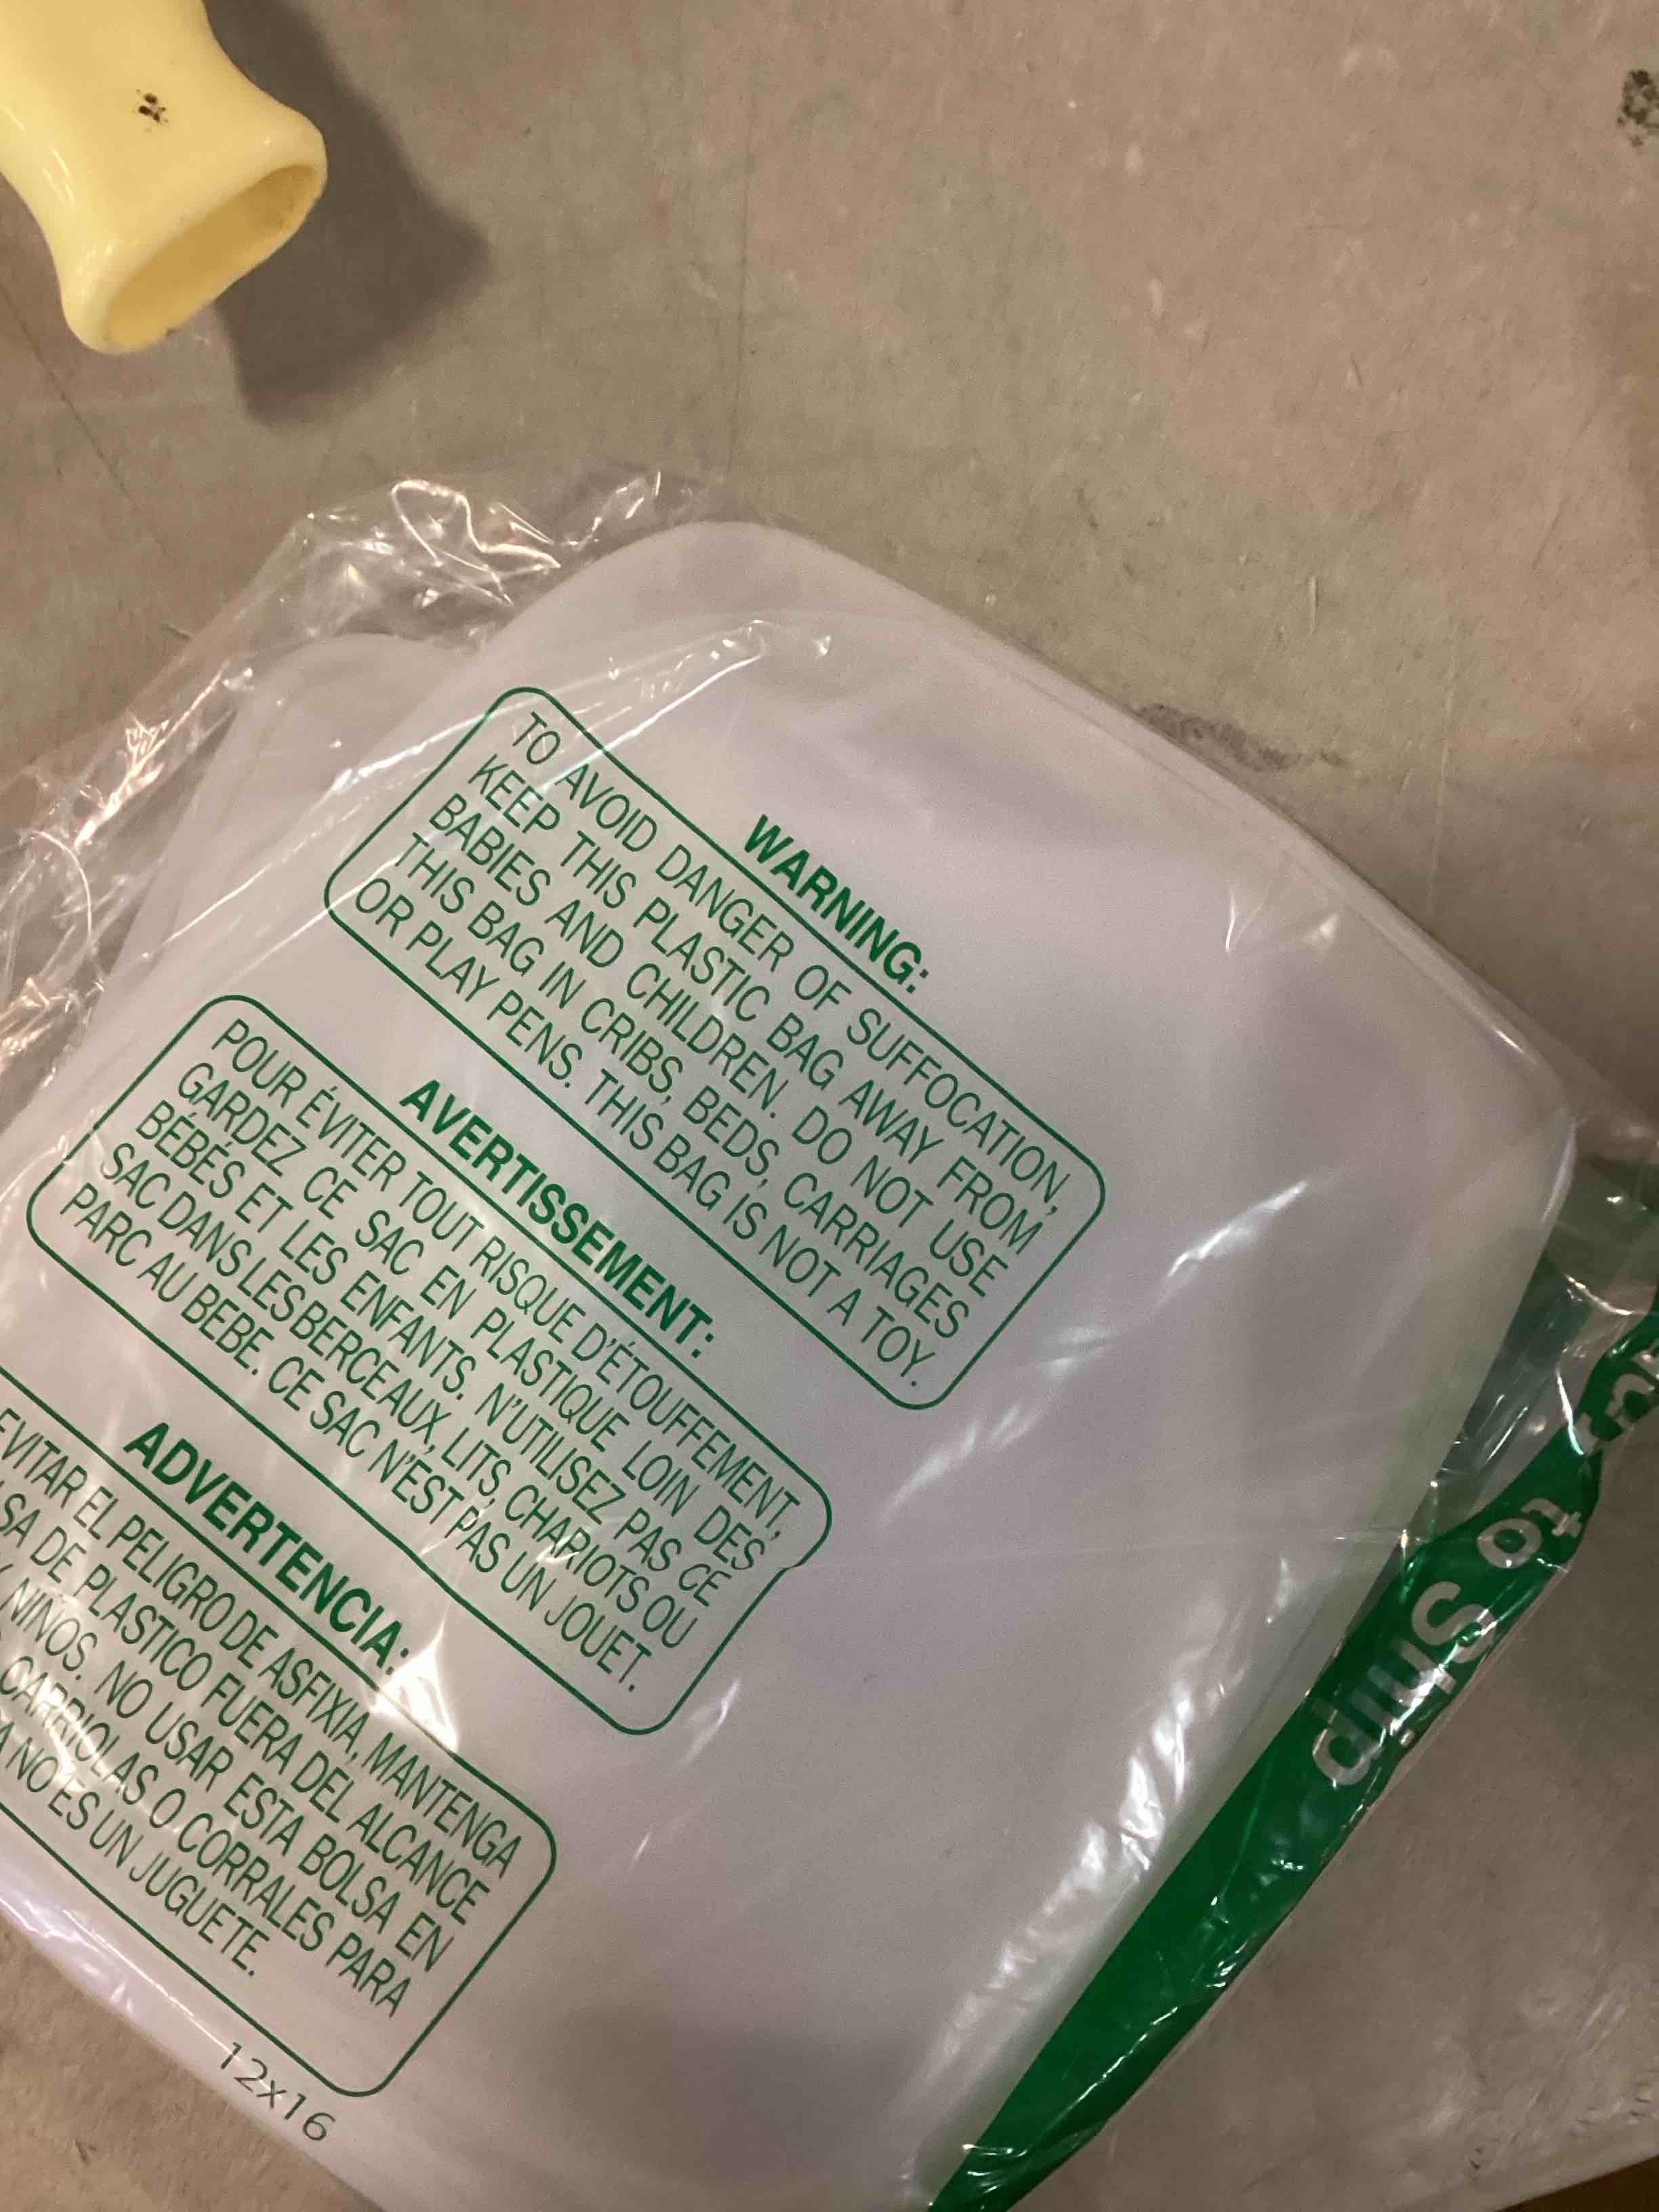 WARNING:
TO AVOID DANGER OF SUFFOCATION,
KEEP THIS PLASTIC BAG AWAY FROM
BABIES AND CHILDREN. DO NOT USE
THIS BAG IN CRIBS, BEDS, CARRIAGES
OR PLAY PENS. THIS BAG IS NOT A TOY.
AVERTISSEMENT:
POUR ÉVITER TOUT RISQUE D'ÉTOUFFEMENT,
GARDEZ CE SAC EN PLASTIQUE LOIN DES
BÉBÉS ET LES ENFANTS. N'UTILISEZ PAS CE
SAC DANS LES BERCEAUX, LITS, CHARIOTS OU
PARC AU BEBE. CE SAC N'EST PAS UN JOUET.
ADVERTENCIA:
EVITAR EL PELIGRO DE ASFIXIA, MANTENGA
DE PLASTICO FUERA DEL ALCANCE
NINOS. NO USAR ESTA BOLSA EN
CARRIOLAS O CORRALES PARA
NO ES UN JUGUETE.
12x16
to Ship